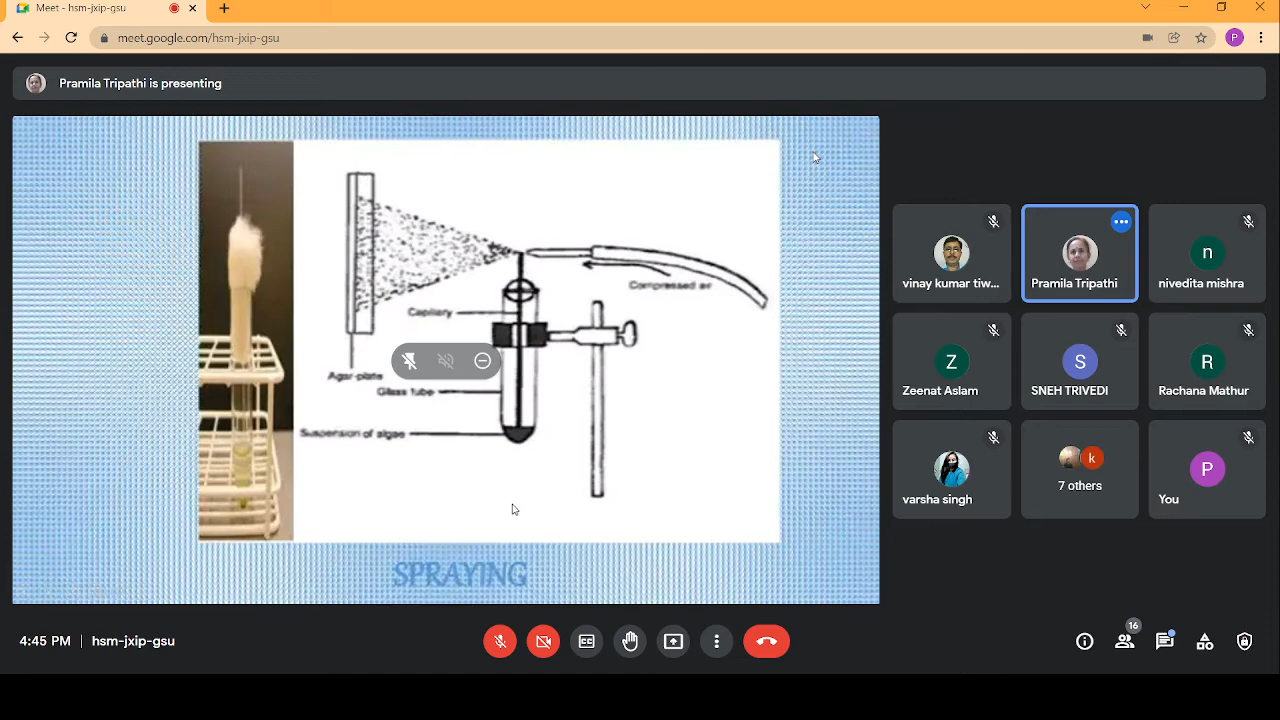 Meet - hsm-jxip-gsu
meet.google.com/hsm-jxip-gsu
P
Pramila Tripathi is presenting
Compressed air
Capillary
Agar-plate
Glass tube
Suspension of algae
SPRAYING
vinay kumar tiw...
Pramila Tripathi
n
nivedita mishra
Z
Zeenat Aslam
S
SNEH TRIVEDI
R
Rachana Mathur
varsha singh
k
7 others
P
You
4:45 PM | hsm-jxip-gsu
CC
16